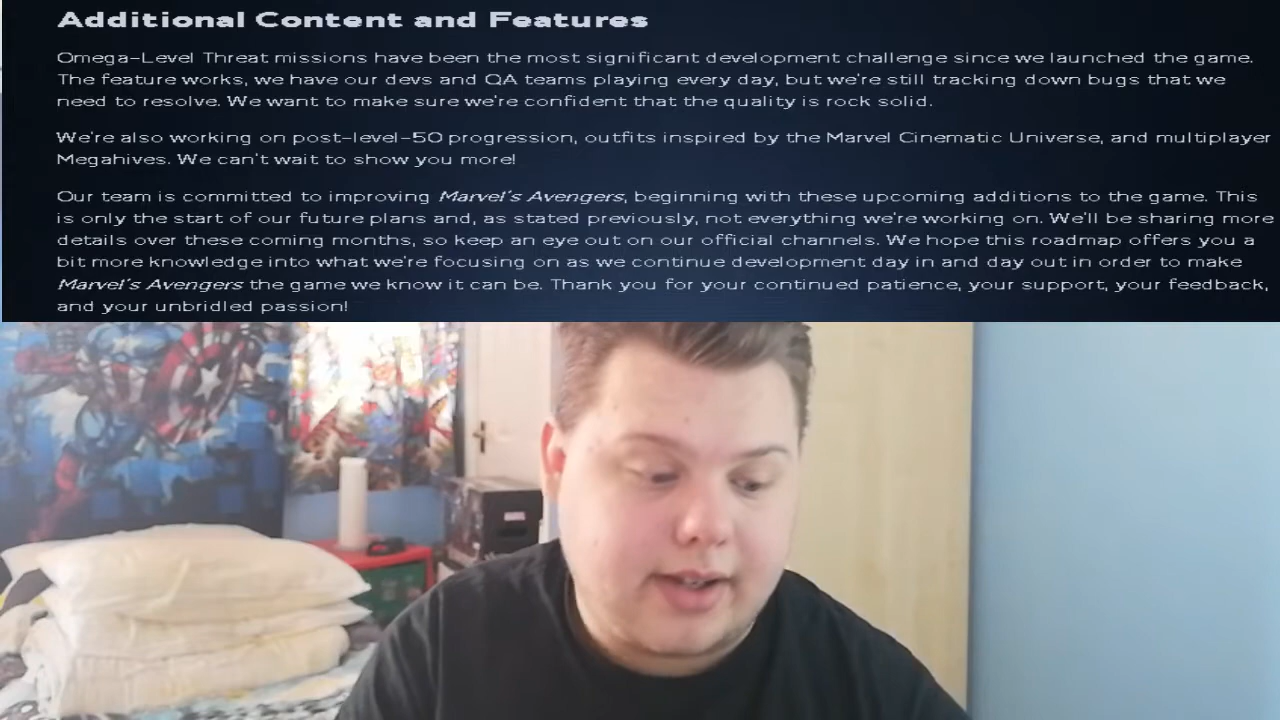 Additional Content and Features
Omega-Level Threat missions have been the most significant development challenge since we launched the game.
The feature works, we have our devs and QA teams playing every day, but we're still tracking down bugs that we
need to resolve. We want to make sure we're confident that the quality is rock solid.
We're also working on post-level-50 progression, outfits inspired by the Marvel Cinematic Universe, and multiplayer
Megahives. We can't wait to show you more!
Our team is committed to improving Marvel's Avengers, beginning with these upcoming additions to the game. This
is only the start of our future plans and, as stated previously, not everything we're working on. We'll be sharing more
details over these coming months, so keep an eye out on our official channels. We hope this roadmap offers you a
bit more knowledge into what we're focusing on as we continue development day in and day out in order to make
Marvel's Avengers the game we know it can be. Thank you for your continued patience, your support, your feedback,
and your unbridled passion!